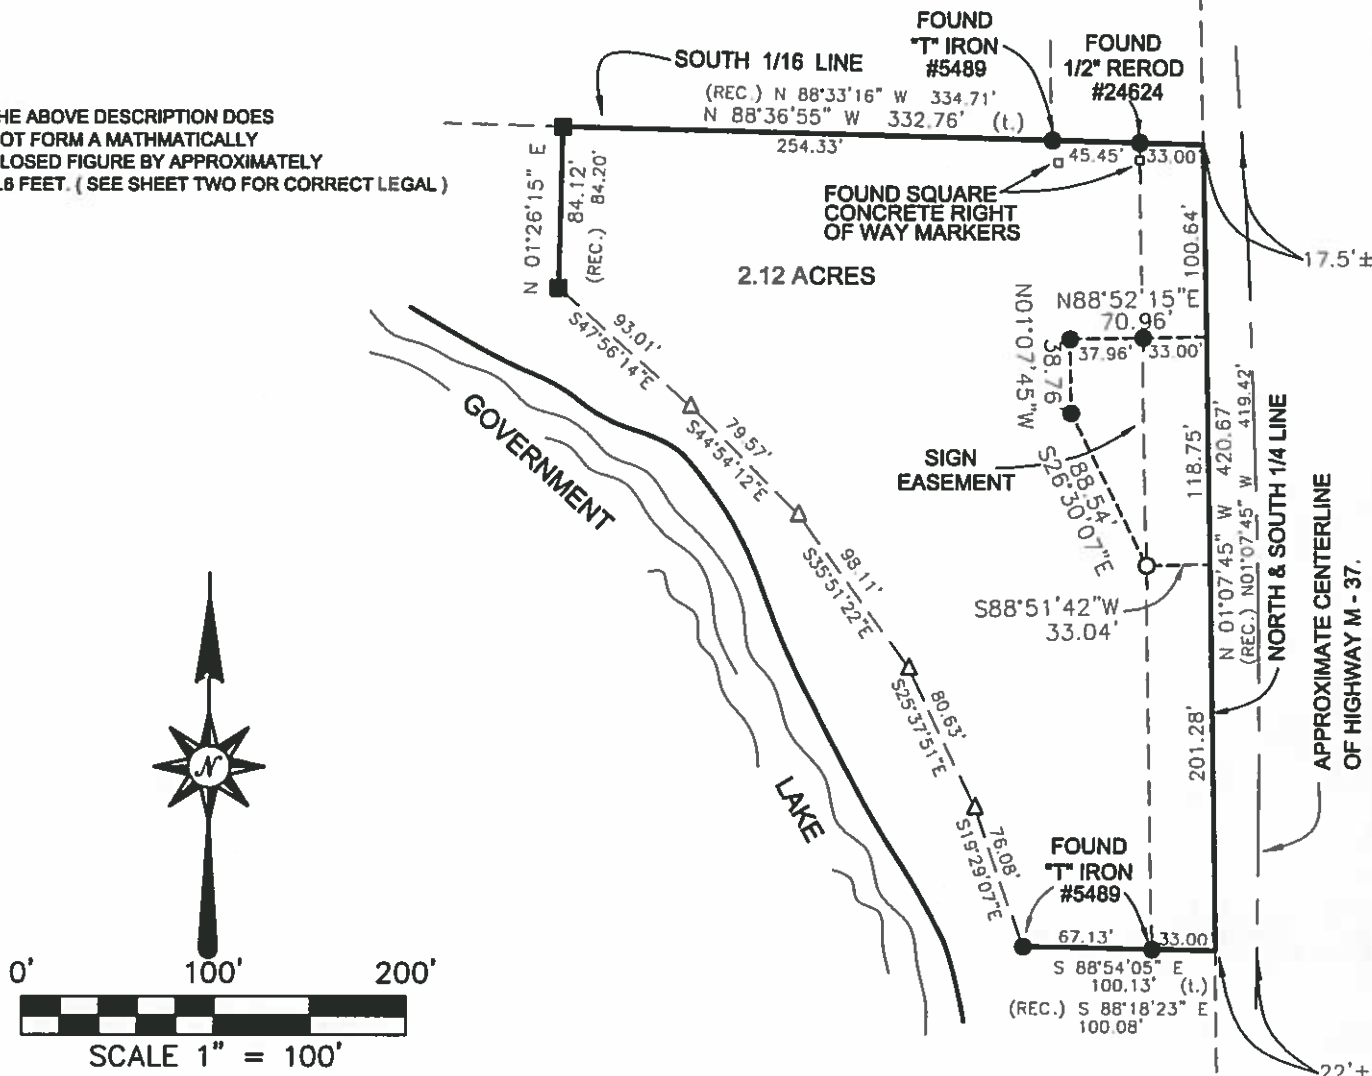 FOUND
"T" IRON
#5489
FOUND
1/2" REROD
#24624
SOUTH 1/16 LINE
(REC.) N 88°33'16" W 334.71'
N 88°36'55" W 332.76' (t.)
254.33'
45.45'
33.00'
HE ABOVE DESCRIPTION DOES
OT FORM A MATHMATICALLY
LOSED FIGURE BY APPROXIMATELY
.8 FEET. ( SEE SHEET TWO FOR CORRECT LEGAL )
N 01°26'15" E
84.12'
(REC.) 84.20'
FOUND SQUARE
CONCRETE RIGHT
OF WAY MARKERS
100.64'
17.5'±
2.12 ACRES
N88°52'15"E
70.96'
37.96'
33.00'
N01°07'45"W
38.76
93.01'
S47°56'14"E
79.57'
S44°54'12"E
98.11'
S35°51'22"E
80.63'
S25°37'51"E
76.08'
S19°29'07"E
GOVERNMENT
LAKE
SIGN
EASEMENT
88.54'
S26°30'07"E
118.75'
S88°51'42"W
33.04'
N 01°07'45" W 420.67'
(REC.) N01°07'45" W 419.42'
NORTH & SOUTH 1/4 LINE
APPROXIMATE CENTERLINE
OF HIGHWAY M - 37.
201.28'
FOUND
"T" IRON
#5489
67.13'
33.00'
S 88°54'05" E
100.13' (t.)
(REC.) S 88°18'23" E
100.08'
22'±
N
0' 100' 200'
SCALE 1" = 100'